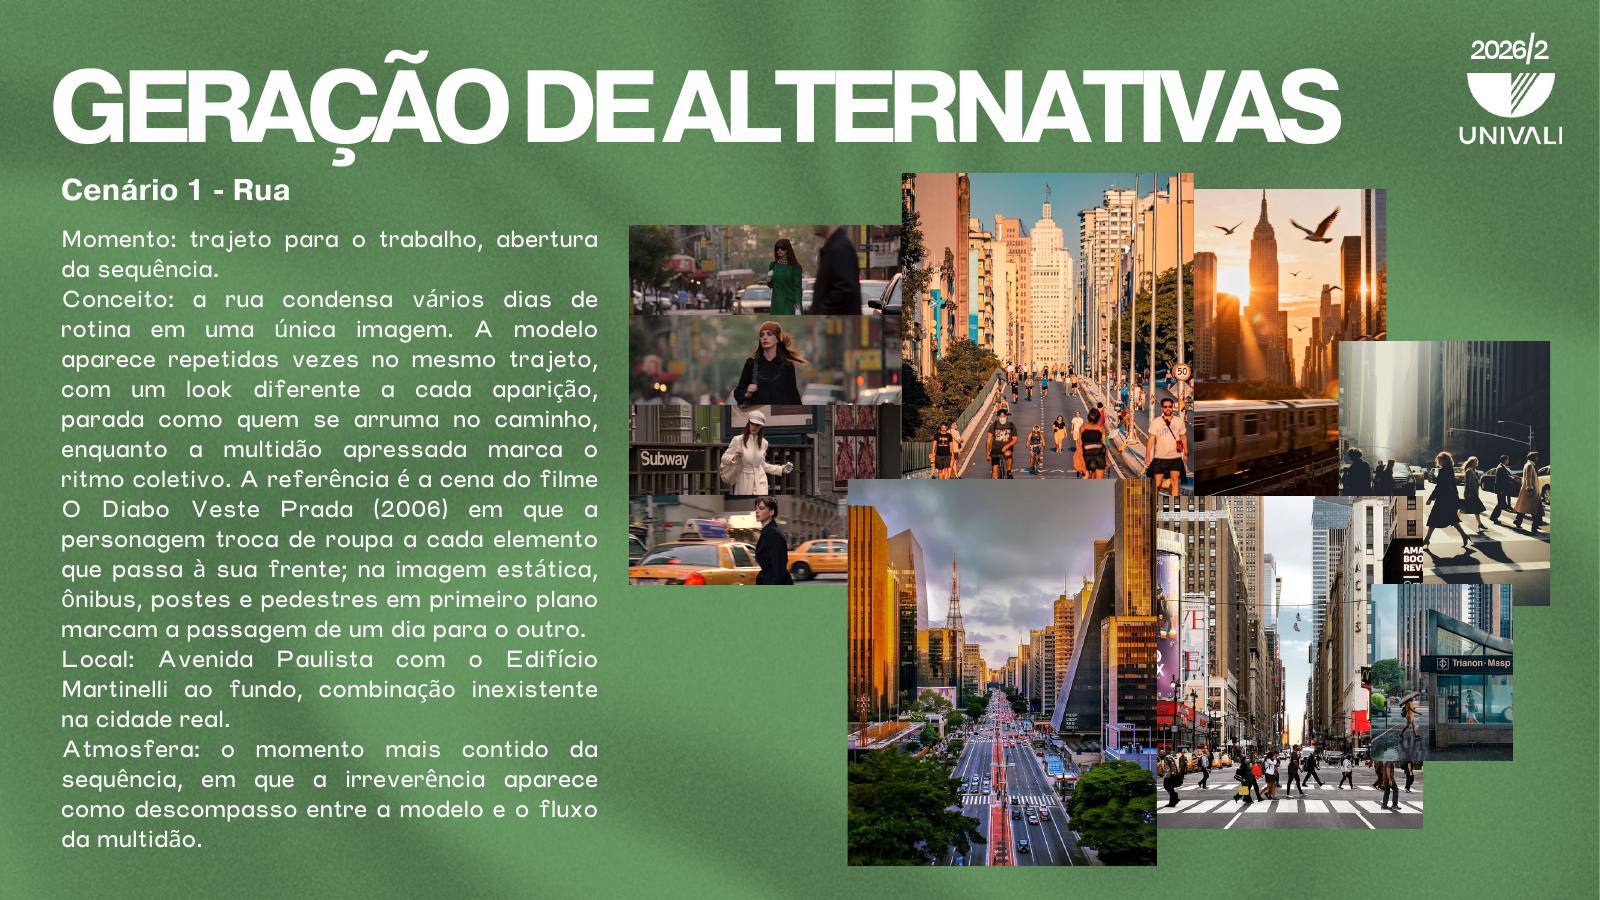 GERAÇÃO DE ALTERNATIVAS
2026/2
UNIVALI
Cenário 1 - Rua
Momento: trajeto para o trabalho, abertura
da sequência.
Conceito: a rua condensa vários dias de
rotina em uma única imagem. A modelo
aparece repetidas vezes no mesmo trajeto,
com um look diferente a cada aparição,
parada como quem se arruma no caminho,
enquanto a multidão apressada marca o
ritmo coletivo. A referência é a cena do filme
O Diabo Veste Prada (2006) em que a
personagem troca de roupa a cada elemento
que passa à sua frente; na imagem estática,
ônibus, postes e pedestres em primeiro plano
marcam a passagem de um dia para o outro.
Local: Avenida Paulista com o Edifício
Martinelli ao fundo, combinação inexistente
na cidade real.
Atmosfera: o momento mais contido da
sequência, em que a irreverência aparece
como descompasso entre a modelo e o fluxo
da multidão.
Subway
50
AMA
BOO
REV
Trianon-Masp